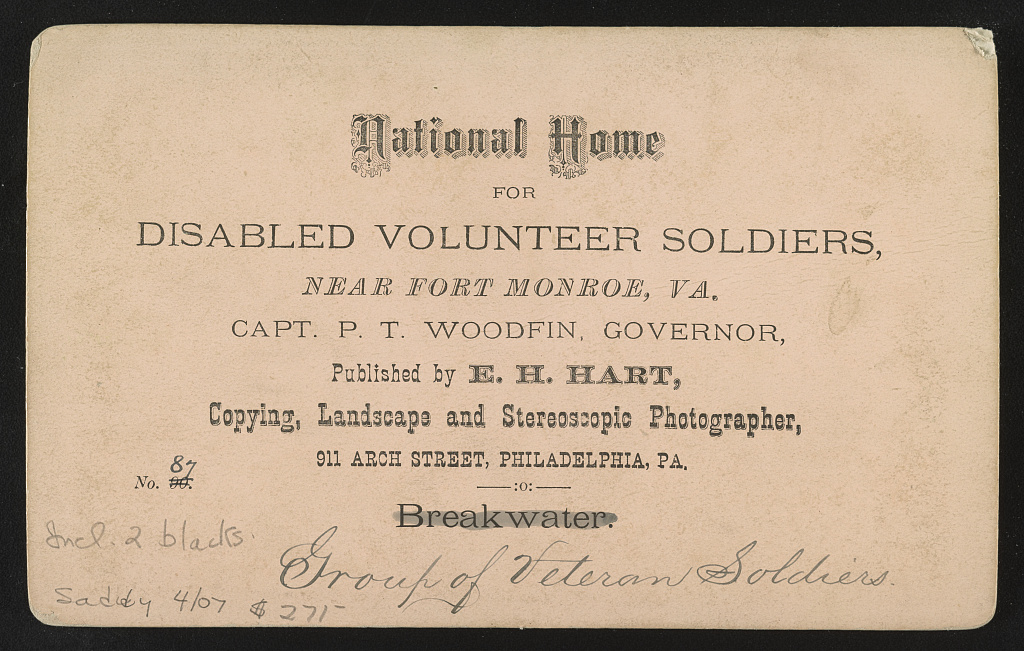 National Home
FOR
DISABLED VOLUNTEER SOLDIERS,
NEAR FORT MONROE, VA.
CAPT. P. T. WOODFIN, GOVERNOR,
Published by E. H. HART,
Copying, Landscape and Stereoscopic Photographer,
911 ARCH STREET, PHILADELPHIA, PA.
87
No. 90.
—:o:—
Breakwater.
Incl. 2 blacks.
Group of Veteran Soldiers.
4/07 $ 275